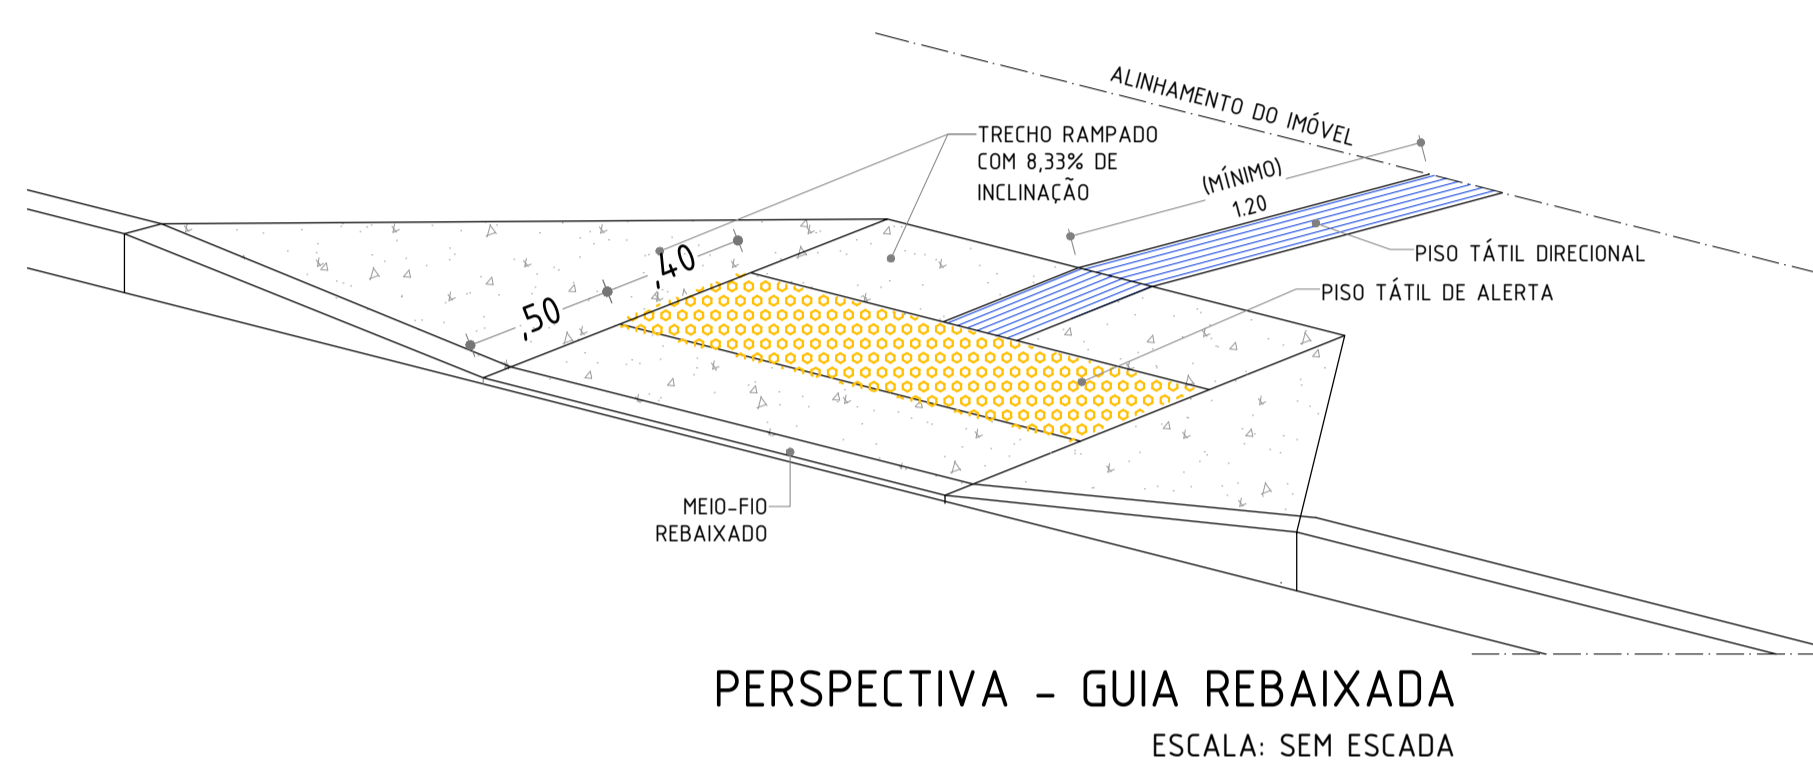 ALINHAMENTO DO IMÓVEL
TRECHO RAMPADO
COM 8,33% DE
INCLINAÇÃO
(MÍNIMO)
1.20
PISO TÁTIL DIRECIONAL
PISO TÁTIL DE ALERTA
,40
,50
MEIO-FIO
REBAIXADO
PERSPECTIVA - GUIA REBAIXADA
ESCALA: SEM ESCADA